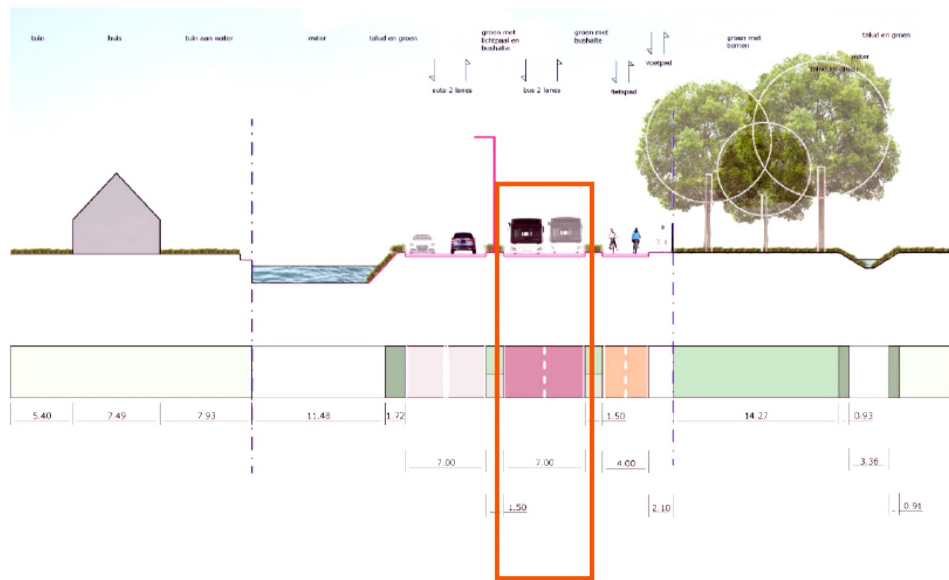 tuin
huis
tuin aan water
water
talud en groen
groen met
lichtpaal en
bushalte
groen met
bushalte
voetpad
groen met
bomen
talud en groen
water
auto 2 lanes
bus 2 lanes
fietspad
5.40
7.49
7.93
11.48
1.72
1.50
14.27
0.93
7.00
7.00
4.00
3.36
1.50
2.10
0.91